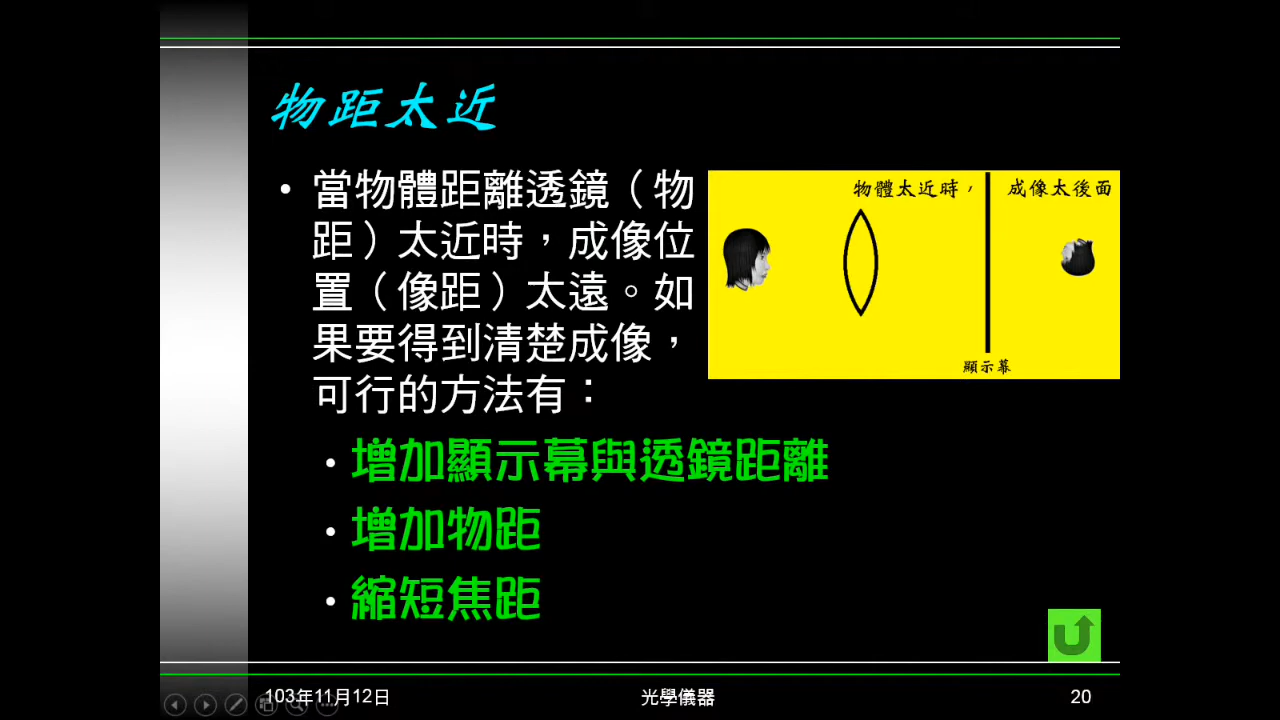 物距太近
• 當物體距離透鏡（物
距）太近時，成像位
置（像距）太遠。如
果要得到清楚成像，
可行的方法有：
• 增加顯示幕與透鏡距離
• 增加物距
• 縮短焦距
物體太近時，
成像太後面
顯示幕
103年11月12日
光學儀器
20